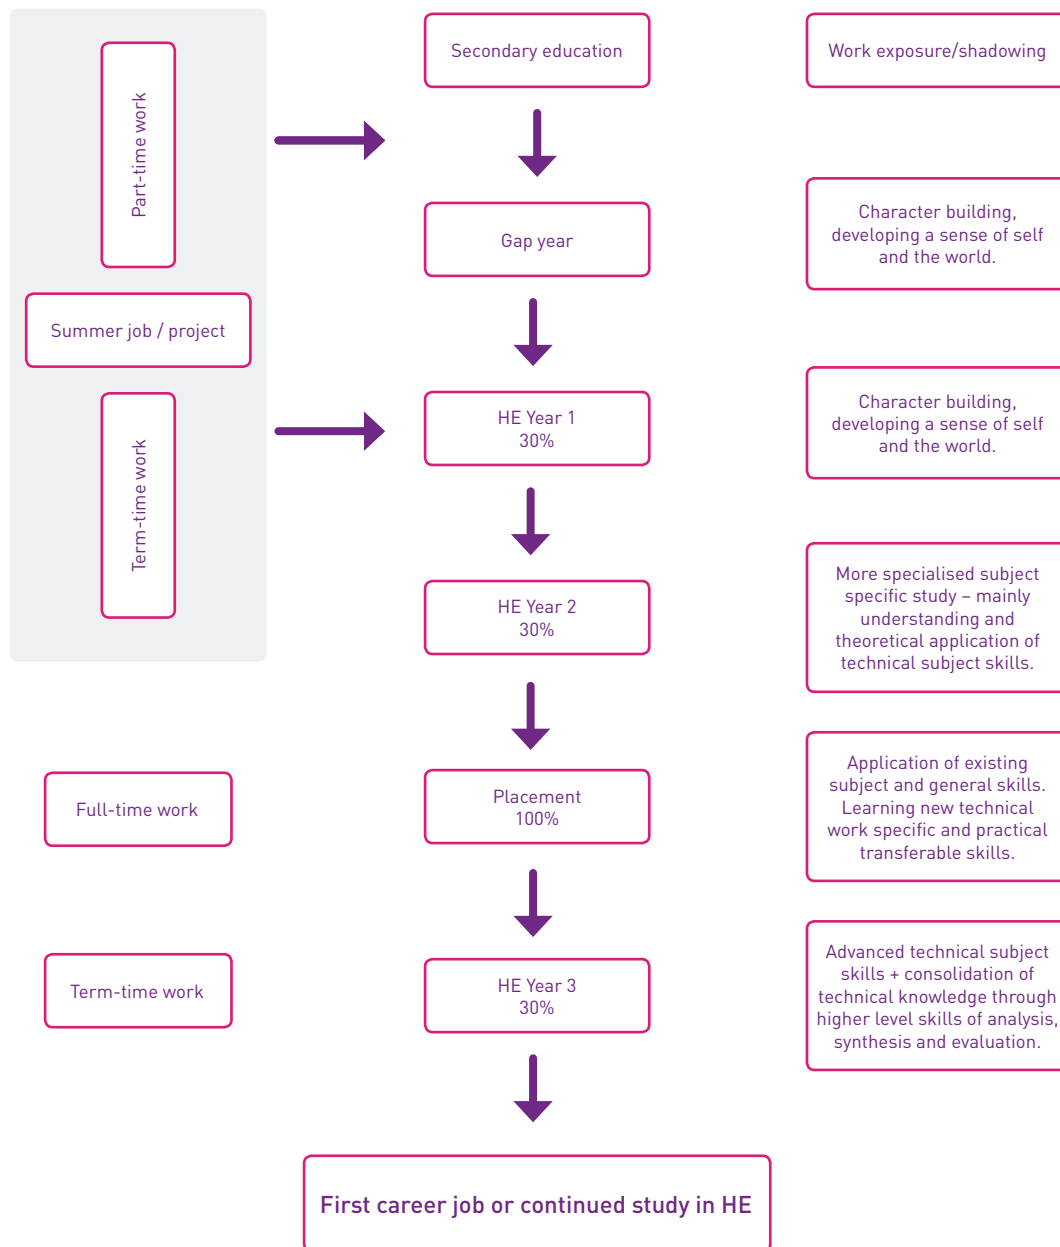 Part-time work
Summer job / project
Term-time work
Secondary education
Work exposure/shadowing
Gap year
Character building,
developing a sense of self
and the world.
HE Year 1
30%
Character building,
developing a sense of self
and the world.
HE Year 2
30%
More specialised subject
specific study – mainly
understanding and
theoretical application of
technical subject skills.
Full-time work
Placement
100%
Application of existing
subject and general skills.
Learning new technical
work specific and practical
transferable skills.
Term-time work
HE Year 3
30%
Advanced technical subject
skills + consolidation of
technical knowledge through
higher level skills of analysis,
synthesis and evaluation.
First career job or continued study in HE